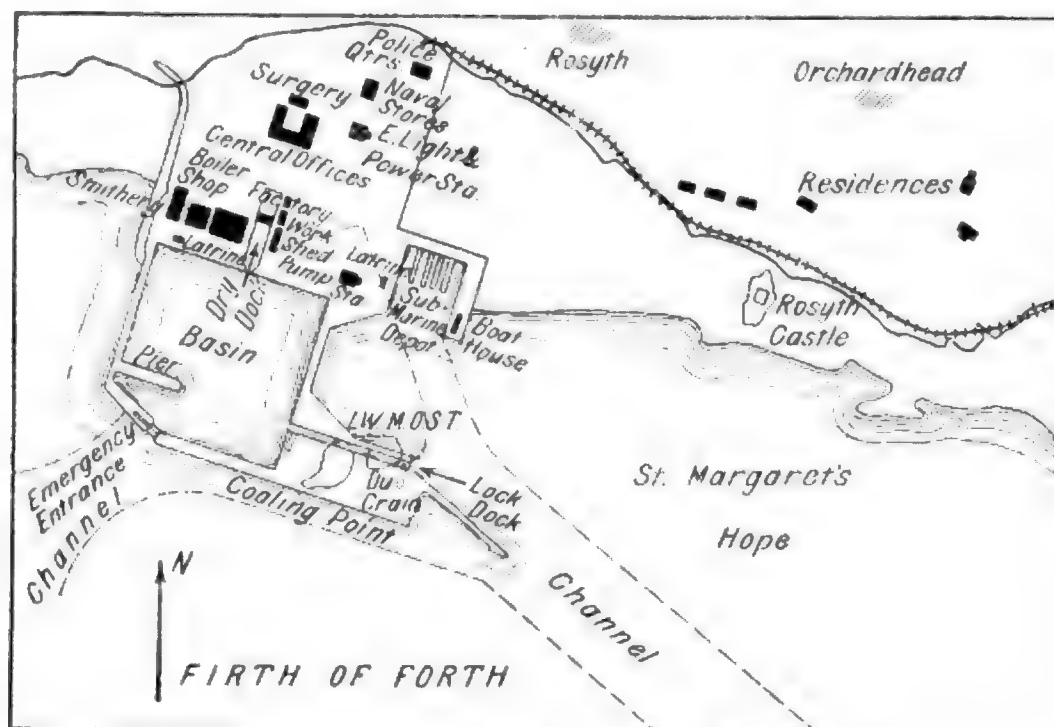 Police
Qtrs
Rosyth
Orchardhead
Surgery
Naval
Stores
E. Light &
Power Sta.
Central Offices
Boiler
Shop
Smithery
Factory
Work
Shed
Residences
Latrine
Pump Sta
Latrine
Dry
Dock
Basin
Sub-
Marine
Depot
Boat
House
Rosyth
Castle
Pier
L.W.M.O.S.T
Emergency
Entrance
Channel
Coaling Point
Crain
Lock
Dock
St. Margaret's
Hope
Channel
N
FIRTH OF FORTH